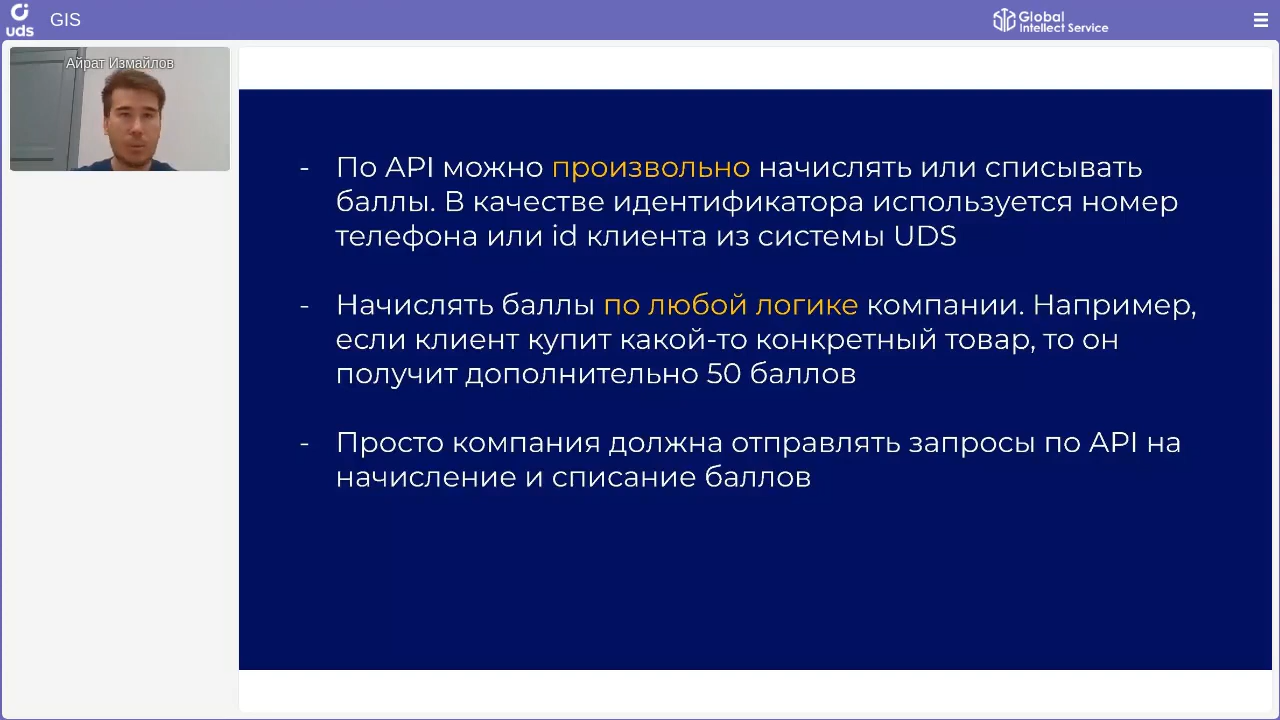 uds
GIS
Global
Intellect Service
Айрат Измайлов
- По API можно произвольно начислять или списывать
баллы. В качестве идентификатора используется номер
телефона или id клиента из системы UDS
- Начислять баллы по любой логике компании. Например,
если клиент купит какой-то конкретный товар, то он
получит дополнительно 50 баллов
- Просто компания должна отправлять запросы по API на
начисление и списание баллов